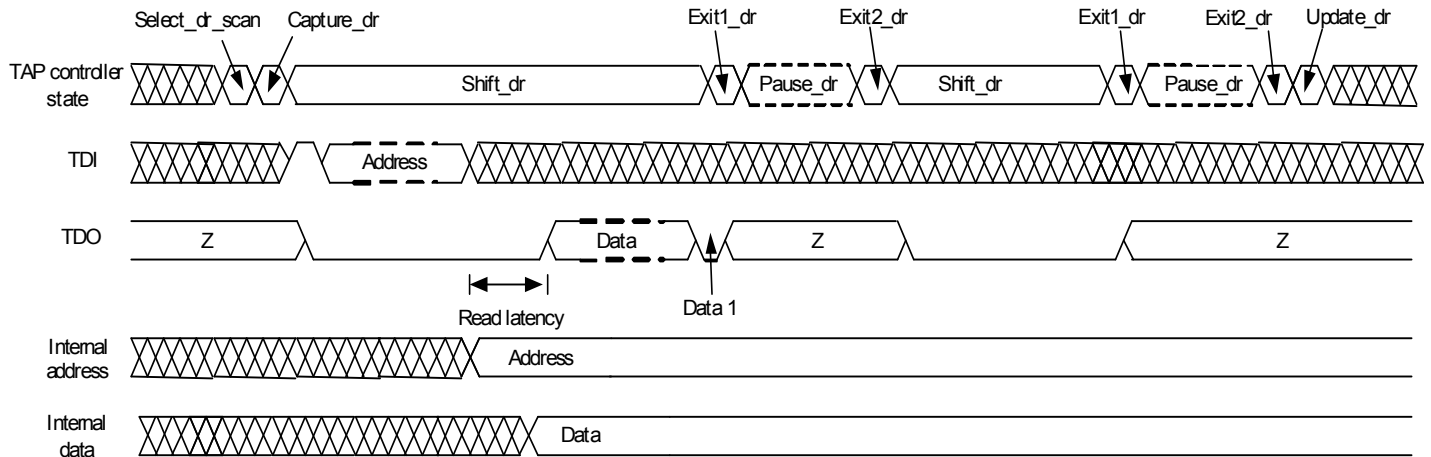 Select_dr_scan Capture_dr Exit1_dr Exit2_dr Exit1_dr Exit2_dr Update_dr
TAP controller
state
Shift_dr Pause_dr Shift_dr Pause_dr
TDI Address
TDO Z Data Z Z
Data 1
Read latency
Internal
address
Address
Internal
data
Data